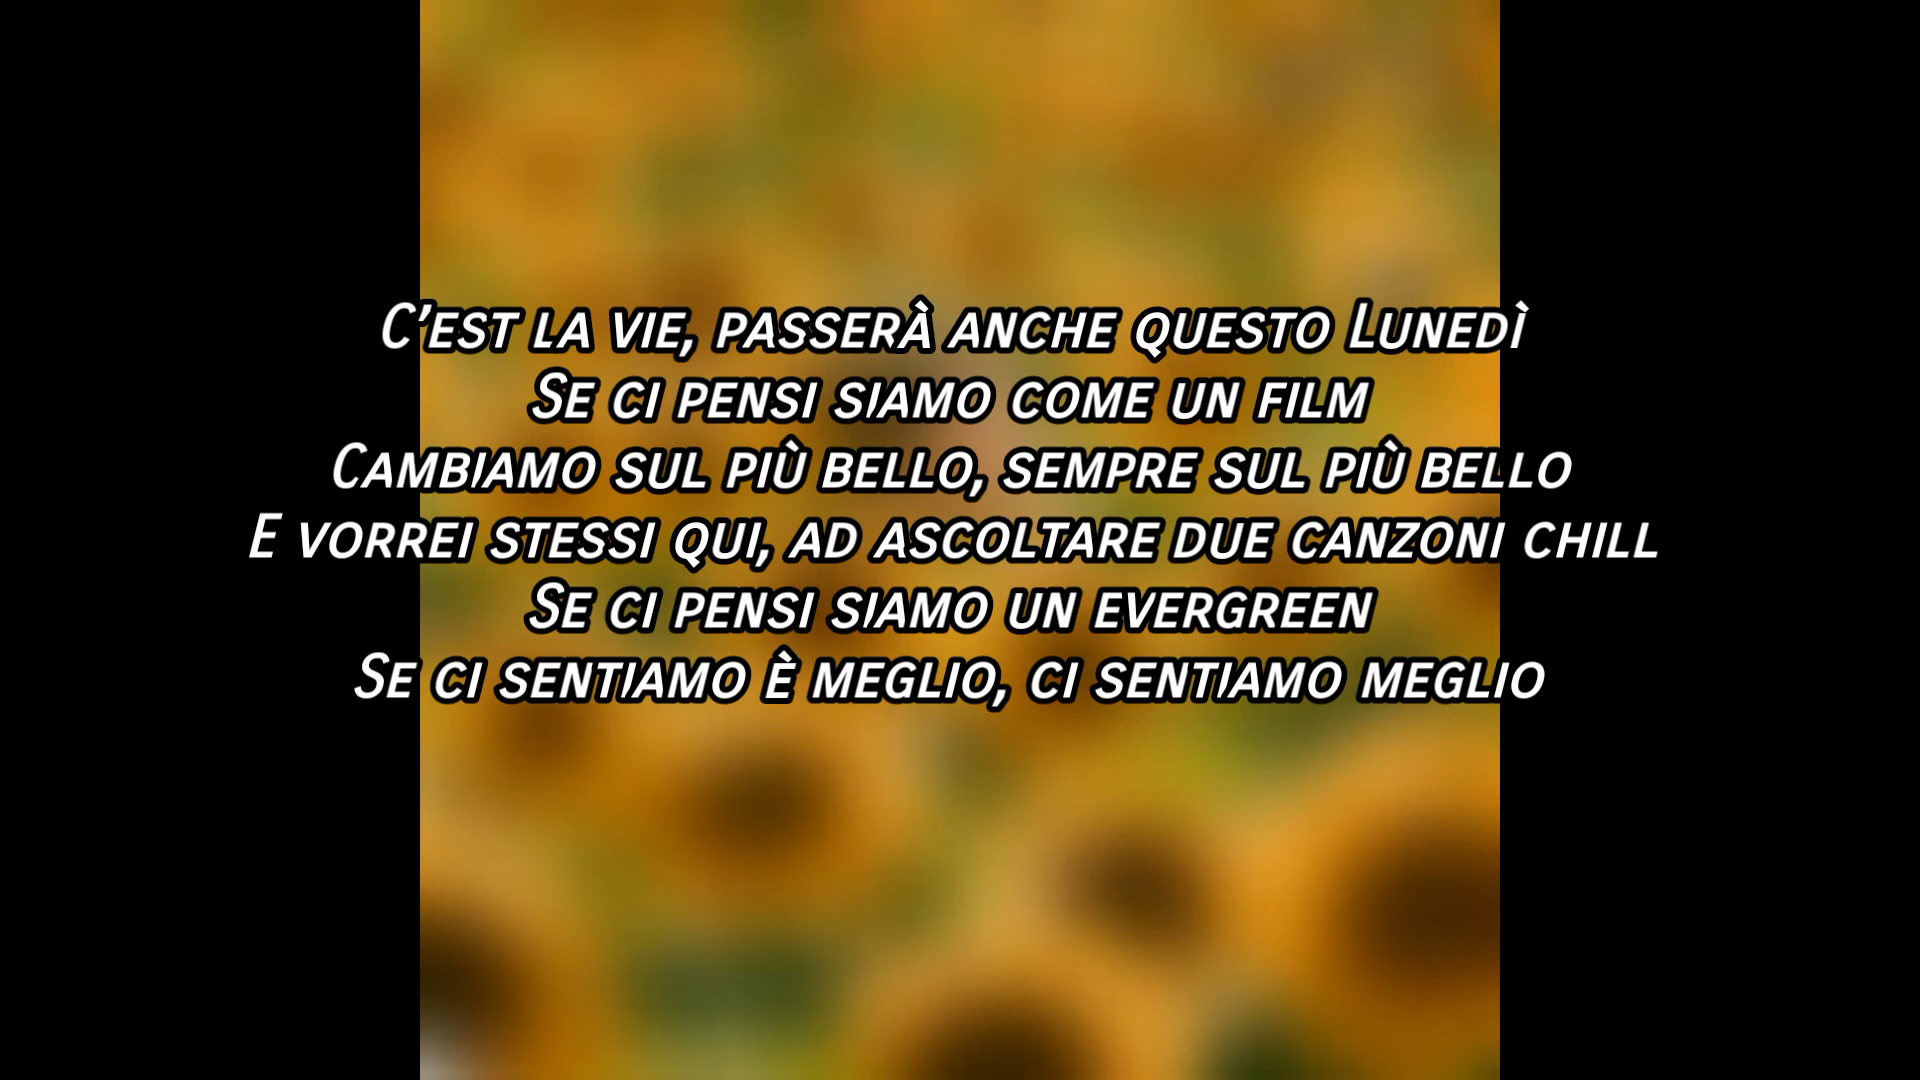 C'est la vie, passerà anche questo Lunedì
Se ci pensi siamo come un film
Cambiamo sul più bello, sempre sul più bello
E vorrei stessi qui, ad ascoltare due canzoni chill
Se ci pensi siamo un evergreen
Se ci sentiamo è meglio, ci sentiamo meglio